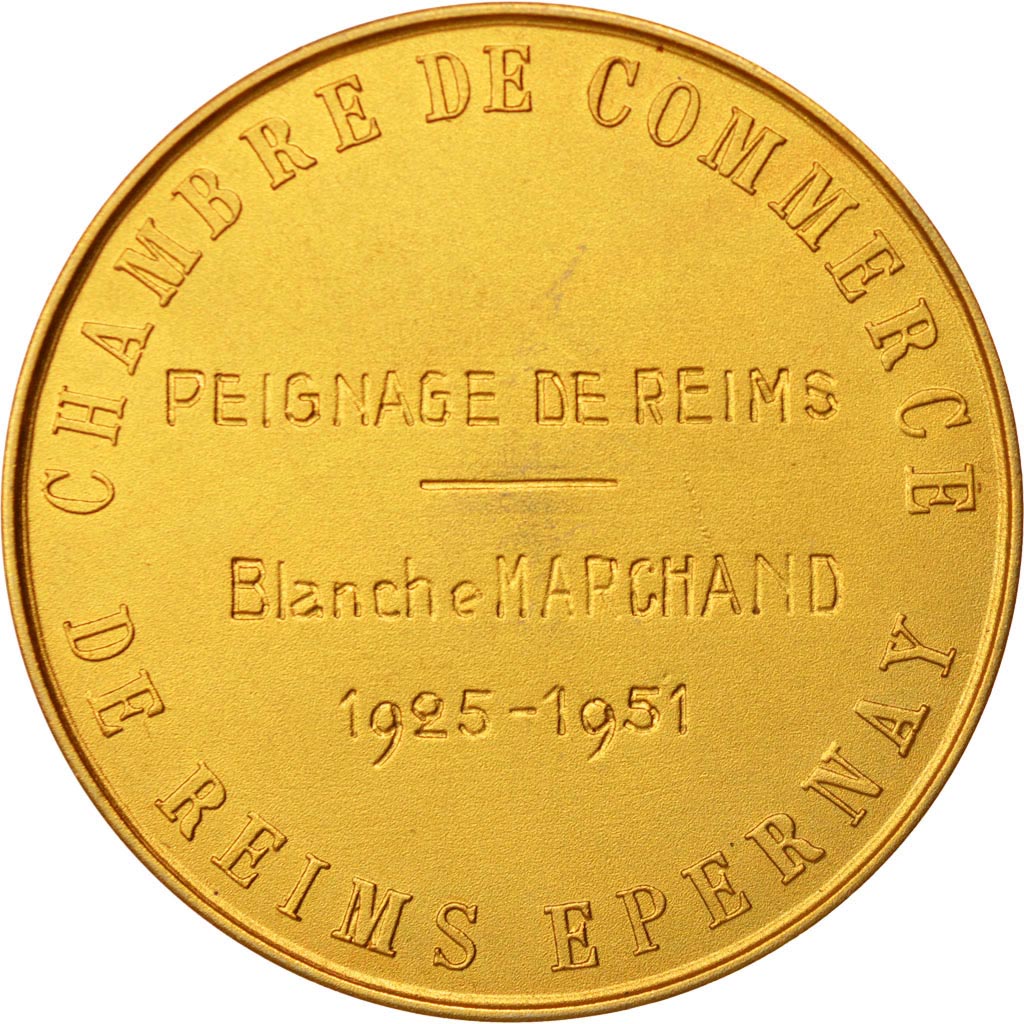 CHAMBRE DE COMMERCE
PEIGNAGE DE REIMS
Blanche MARCHAND
1925-1951
DE REIMS EPERNAY